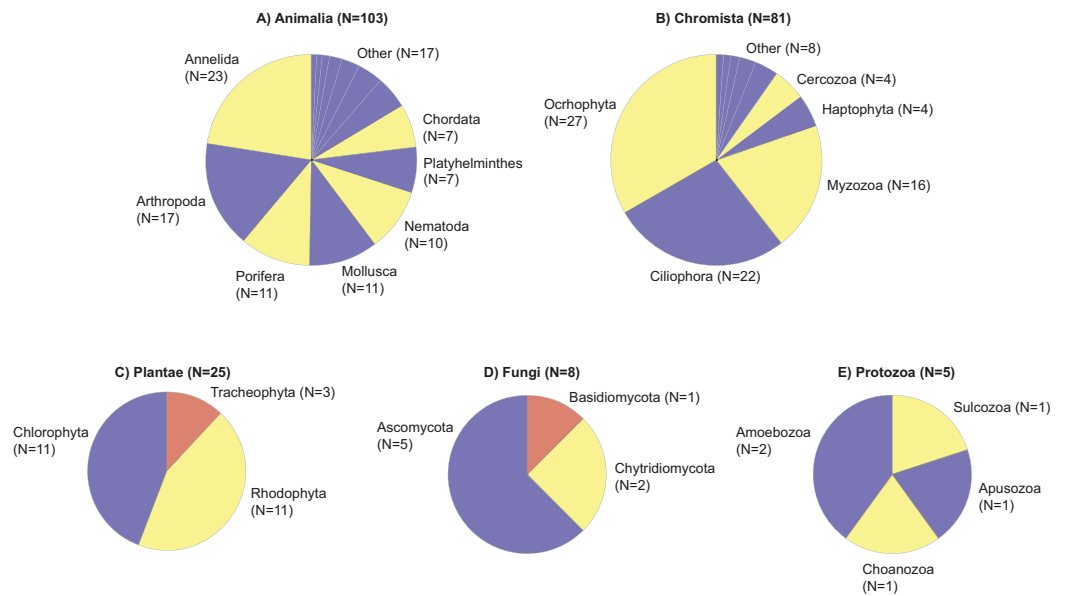 A) Animalia (N=103)
Other (N=17)
Annelida
(N=23)
Chordata
(N=7)
Platyhelminthes
(N=7)
Arthropoda
(N=17)
Nematoda
(N=10)
Porifera
(N=11)
Mollusca
(N=11)
B) Chromista (N=81)
Other (N=8)
Cercozoa (N=4)
Ocrhophyta
(N=27)
Haptophyta (N=4)
Myzozoa (N=16)
Ciliophora (N=22)
C) Plantae (N=25)
Tracheophyta (N=3)
Chlorophyta
(N=11)
Rhodophyta
(N=11)
D) Fungi (N=8)
Basidiomycota (N=1)
Ascomycota
(N=5)
Chytridiomycota
(N=2)
E) Protozoa (N=5)
Sulcozoa (N=1)
Amoebozoa
(N=2)
Apusozoa
(N=1)
Choanozoa
(N=1)